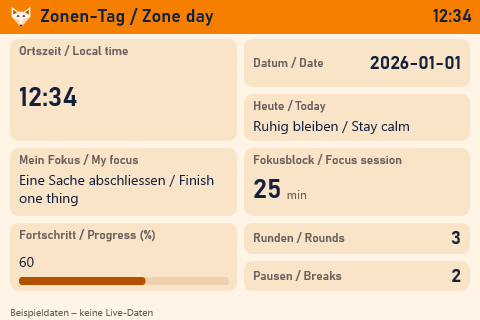 Zonen-Tag / Zone day
12:34
Ortszeit / Local time
12:34
Datum / Date
2026-01-01
Heute / Today
Ruhig bleiben / Stay calm
Mein Fokus / My focus
Eine Sache abschliessen / Finish
one thing
Fokusblock / Focus session
25 min
Fortschritt / Progress (%)
60
Runden / Rounds
3
Pausen / Breaks
2
Beispieldaten – keine Live-Daten